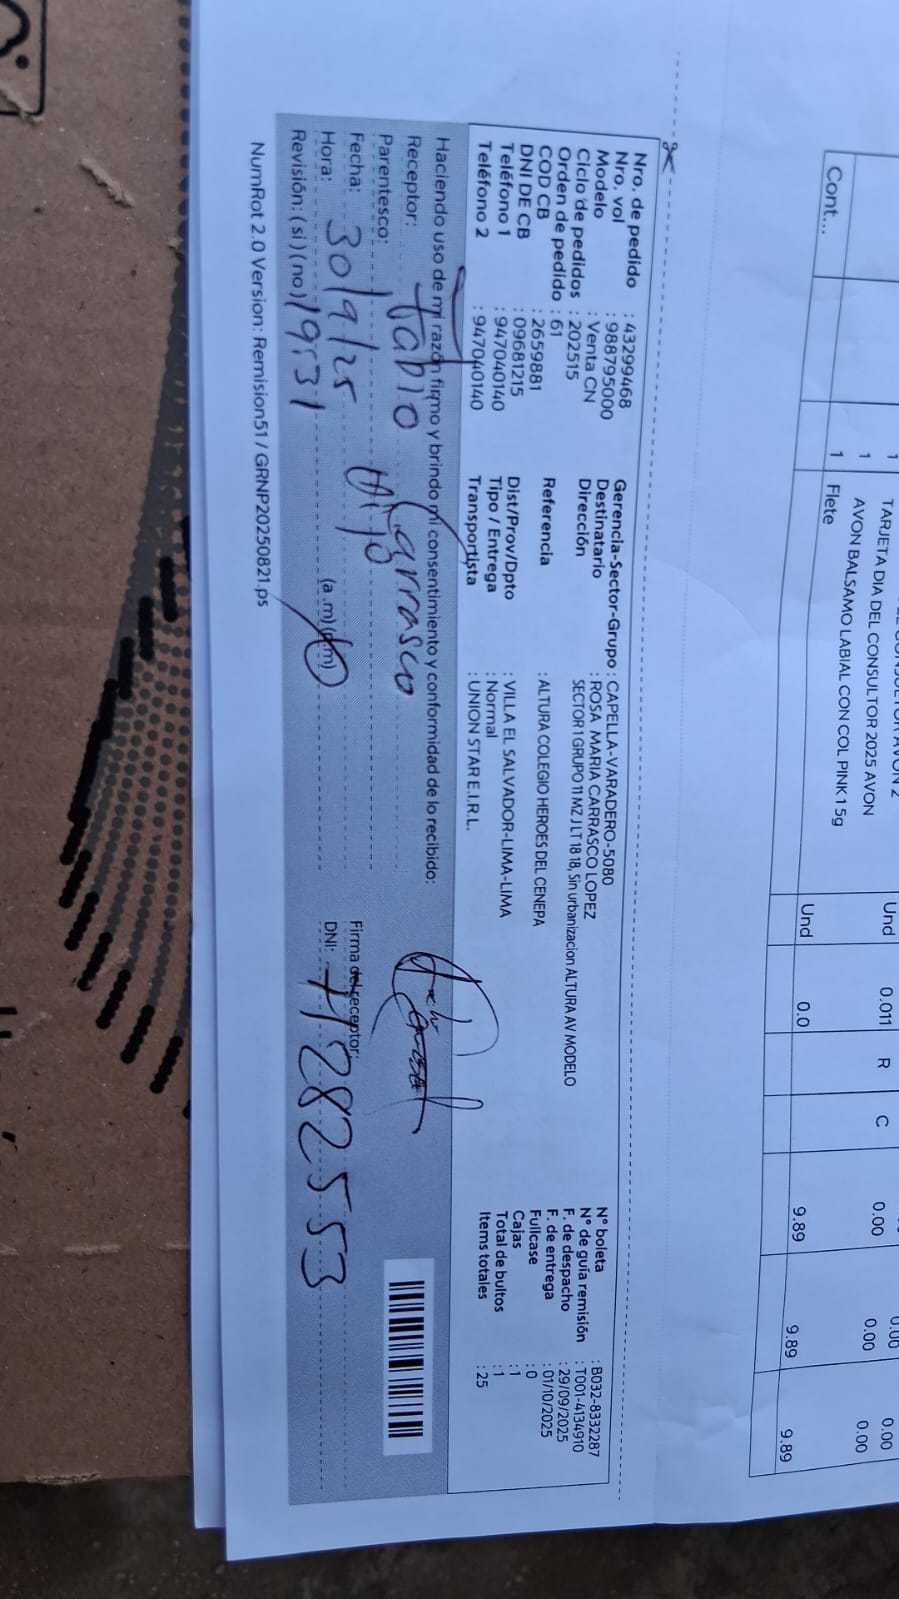 TARJETA DIA DEL CONSULTOR 2025 AVON
1 AVON BALSAMO LABIAL CON COL PINK 1 5g Und 0.011 R C 0.00 0.00 0.00
Cont... 1 Flete Und 0.0 9.89 9.89 9.89
Nro. de pedido : 43299468
Nro. vol : 988795000
Modelo : Venta CN
Ciclo de pedidos : 202515
Orden de pedido : 61
COD CB : 2659881
DNI DE CB : 09681215
Teléfono 1 : 947040140
Teléfono 2 : 947040140
Gerencia-Sector-Grupo : CAPELLA-VARADERO-5080
Destinatario : ROSA MARIA CARRASCO LOPEZ
Dirección SECTOR 1 GRUPO 11 MZ J LT 18 18, Sin urbanizacion ALTURA AV MODELO
Referencia : ALTURA COLEGIO HEROES DEL CENEPA
Dist/Prov/Dpto : VILLA EL SALVADOR-LIMA-LIMA
Tipo / Entrega : Normal
Transportista : UNION STAR E.I.R.L.
N° boleta : B032-8332287
N° de guía remisión : T001-4134910
F. de despacho : 29/09/2025
F. de entrega : 01/10/2025
Fullcase : 0
Cajas : 1
Total de bultos : 1
Items totales : 25
Haciendo uso de mi razón firmo y brindo mi consentimiento y conformidad de lo recibido:
Receptor: Fabio Carrasco
Parentesco: Hijo
Fecha: 30/9/25
Hora: 19:31 (a.m) (p.m)
Revisión: (si) (no)
Firma del receptor:
DNI: 71282553
NumRot 2.0 Version: Remision51 / GRNP20250821.ps